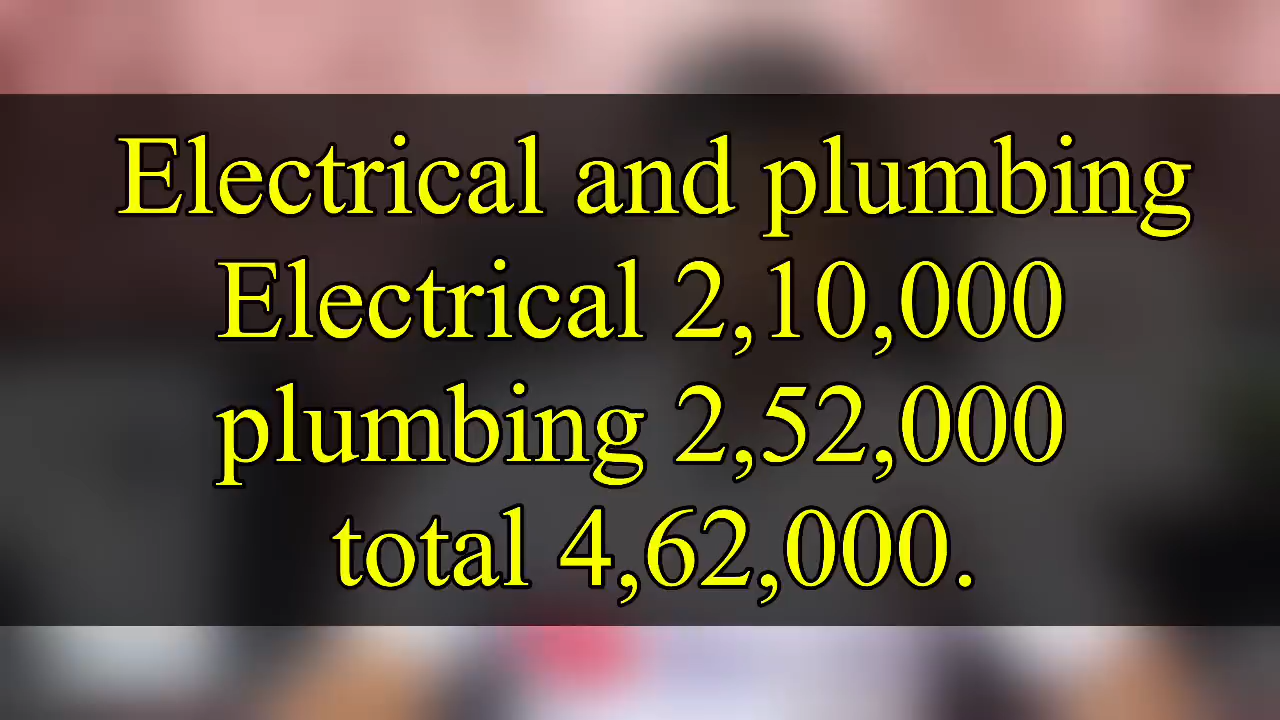 Electrical and plumbing
Electrical 2,10,000
plumbing 2,52,000
total 4,62,000.